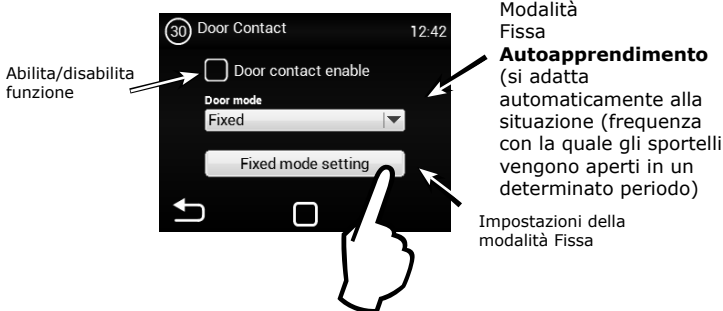 30 Door Contact 12:42
Door contact enable
Door mode
Fixed
Fixed mode setting
Abilita/disabilita
funzione
Modalità
Fissa
Autoapprendimento
(si adatta
automaticamente alla
situazione (frequenza
con la quale gli sportelli
vengono aperti in un
determinato periodo)
Impostazioni della
modalità Fissa